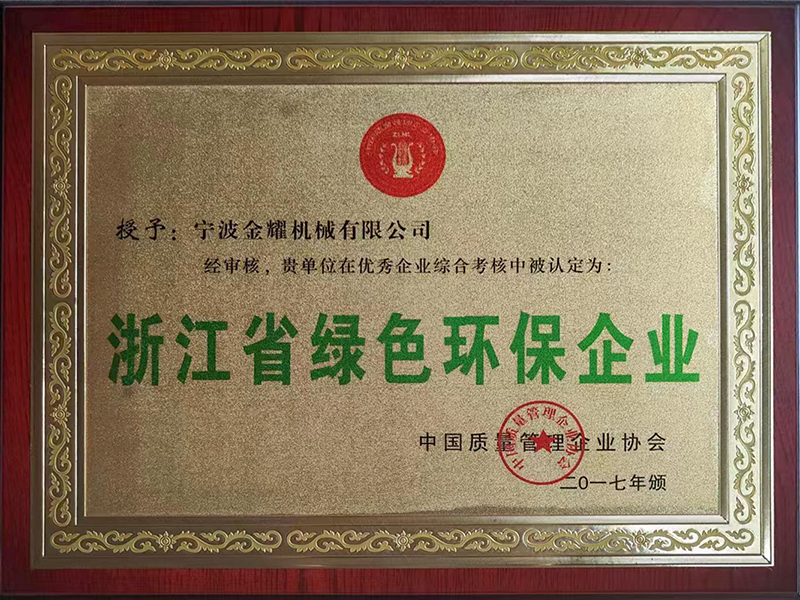 授予：宁波金耀机械有限公司
经审核，贵单位在优秀企业综合考核中被认定为：
浙江省绿色环保企业
中国质量管理企业协会
二0一七年颁